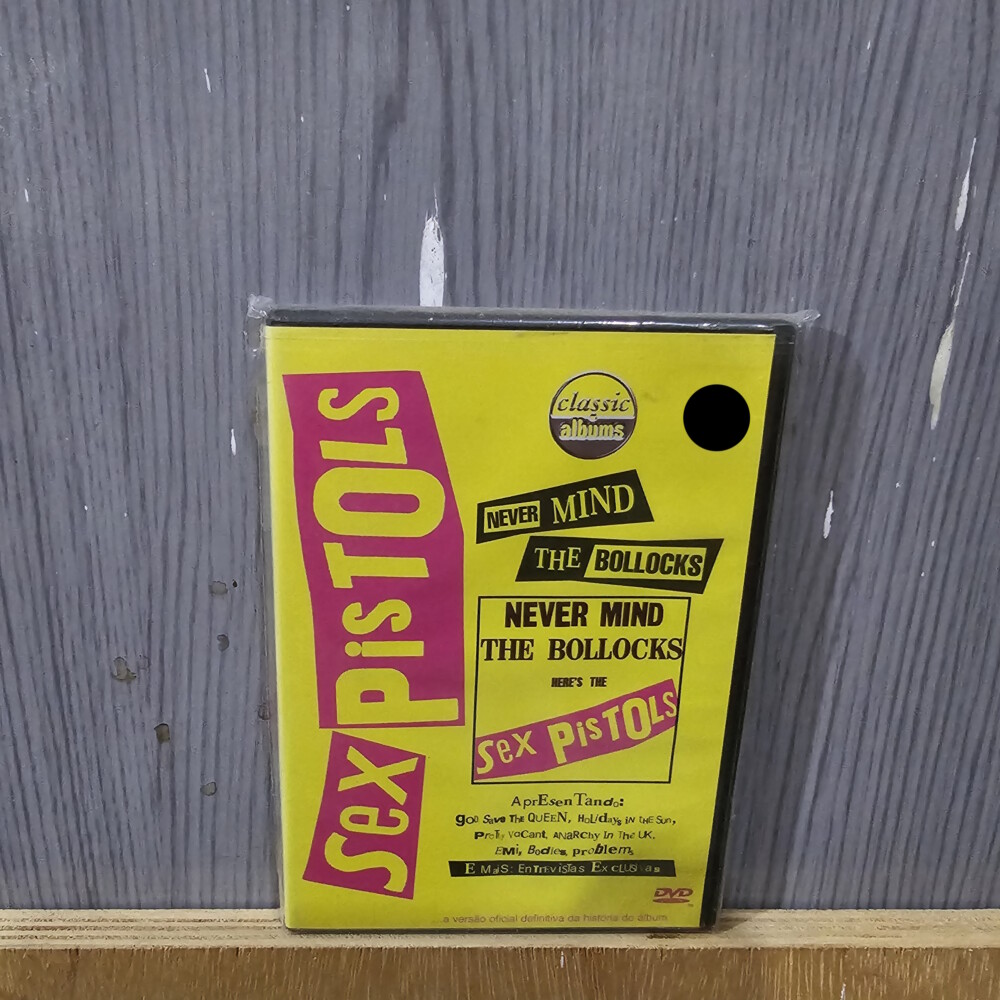 Sex PisTOLS
classic
albums
NEVER MIND
THE BOLLOCKS
NEVER MIND
THE BOLLOCKS
HERE'S THE
Sex PisTOLS
AprEsenTando:
goD Save THe QUEEN, HoLIdays iN tHE Sun,
PreTTy VaCant, ANaRChy In The UK,
EMi, Bodies, problems
E MaiS: EnTrEvisTas ExCLUSivas
DVD
...a versão oficial definitiva da história do álbum